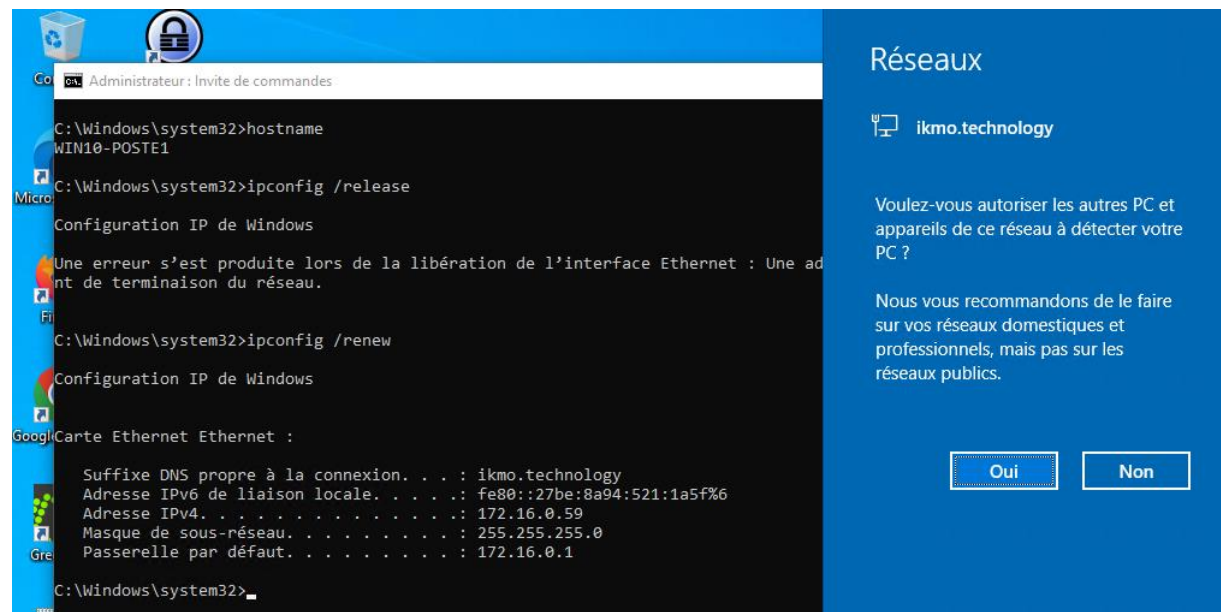 Administrateur : Invite de commandes
C:\Windows\system32>hostname
WIN10-POSTE1
C:\Windows\system32>ipconfig /release
Configuration IP de Windows
Une erreur s’est produite lors de la libération de l’interface Ethernet : Une ad
nt de terminaison du réseau.
C:\Windows\system32>ipconfig /renew
Configuration IP de Windows
Carte Ethernet Ethernet :
Suffixe DNS propre à la connexion. . . : ikmo.technology
Adresse IPv6 de liaison locale. . . . .: fe80::27be:8a94:521:1a5f%6
Adresse IPv4. . . . . . . . . . . . . .: 172.16.0.59
Masque de sous-réseau. . . . . . . . . : 255.255.255.0
Passerelle par défaut. . . . . . . . . : 172.16.0.1
C:\Windows\system32>
Co
Micro
Fi
Googl
Gre
Réseaux
ikmo.technology
Voulez-vous autoriser les autres PC et
appareils de ce réseau à détecter votre
PC ?
Nous vous recommandons de le faire
sur vos réseaux domestiques et
professionnels, mais pas sur les
réseaux publics.
Oui
Non